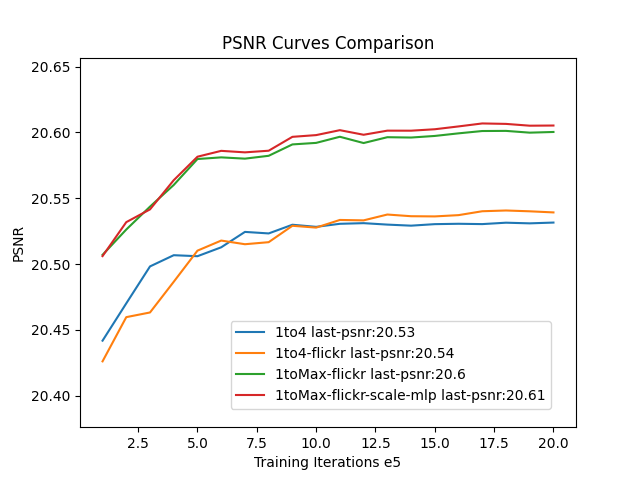 PSNR Curves Comparison
20.65
20.60
20.55
20.50
20.45
20.40
PSNR
1to4 last-psnr:20.53
1to4-flickr last-psnr:20.54
1toMax-flickr last-psnr:20.6
1toMax-flickr-scale-mlp last-psnr:20.61
2.5 5.0 7.5 10.0 12.5 15.0 17.5 20.0
Training Iterations e5